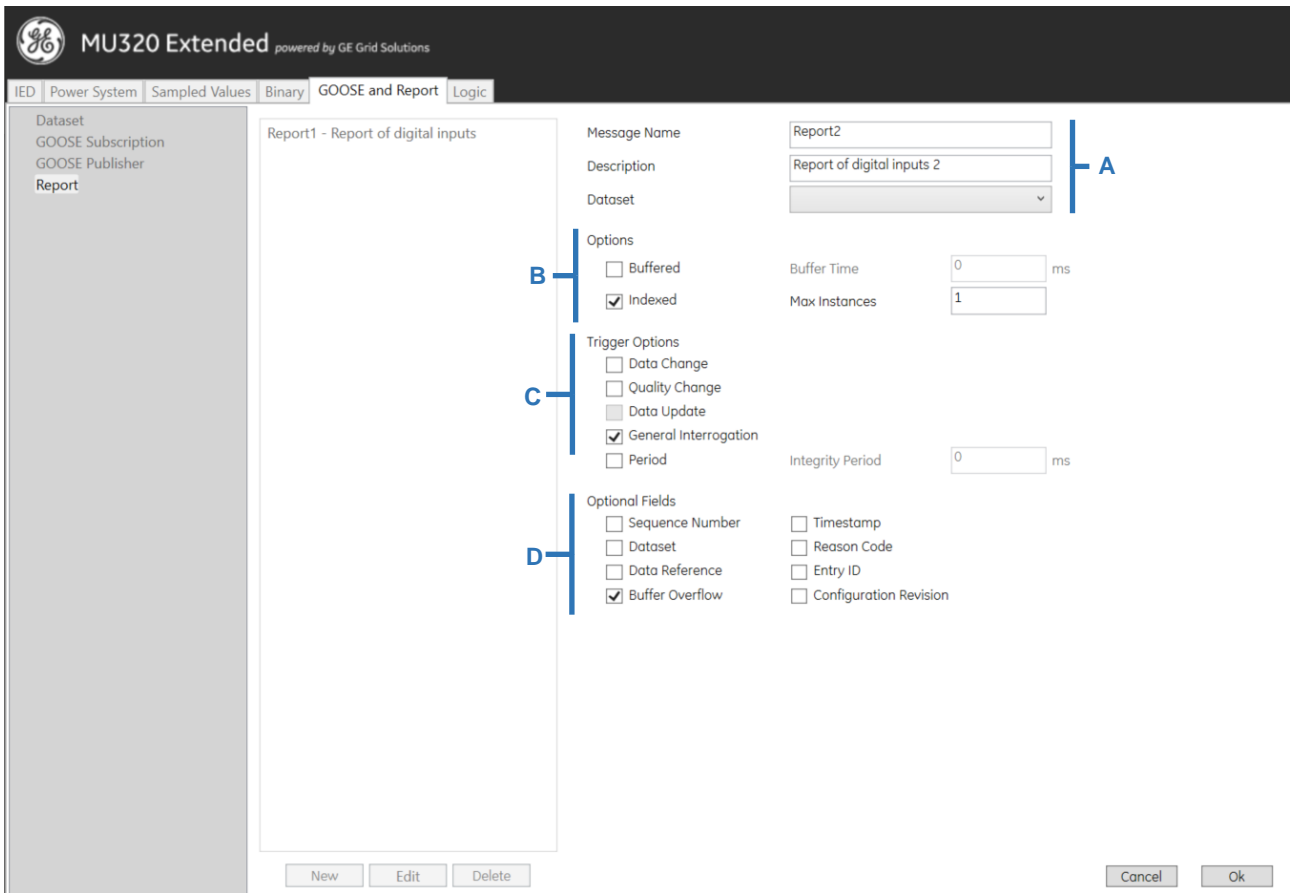 MU320 Extended powered by GE Grid Solutions
IED Power System Sampled Values Binary GOOSE and Report Logic
Dataset
GOOSE Subscription
GOOSE Publisher
Report
Report1 - Report of digital inputs
New Edit Delete
Message Name Report2
Description Report of digital inputs 2
Dataset
A
Options
B
Buffered Buffer Time 0 ms
Indexed Max Instances 1
Trigger Options
C
Data Change
Quality Change
Data Update
General Interrogation
Period Integrity Period 0 ms
Optional Fields
D
Sequence Number Timestamp
Dataset Reason Code
Data Reference Entry ID
Buffer Overflow Configuration Revision
Cancel Ok